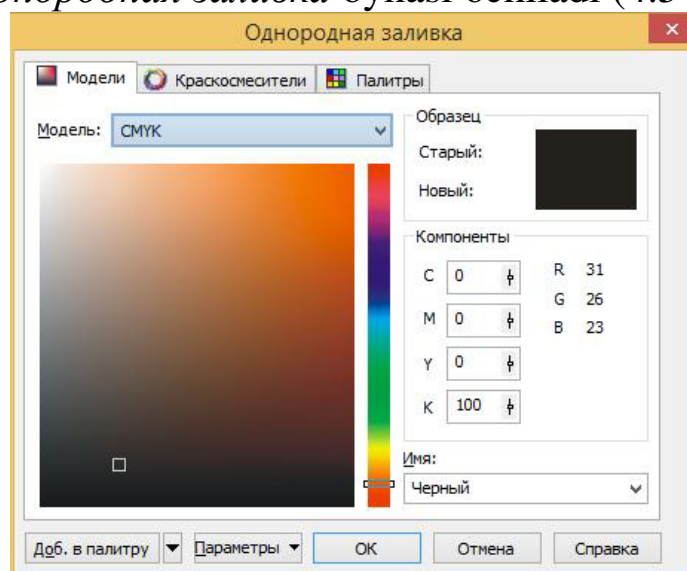 Однородная заливка
Модели Краскосмесители Палитры
Модель: CMYK
Образец
Старый:
Новый:
Компоненты
C 0 R 31
G 26
M 0 B 23
Y 0
K 100
Имя:
Черный
Доб. в палитру Параметры OK Отмена Справка